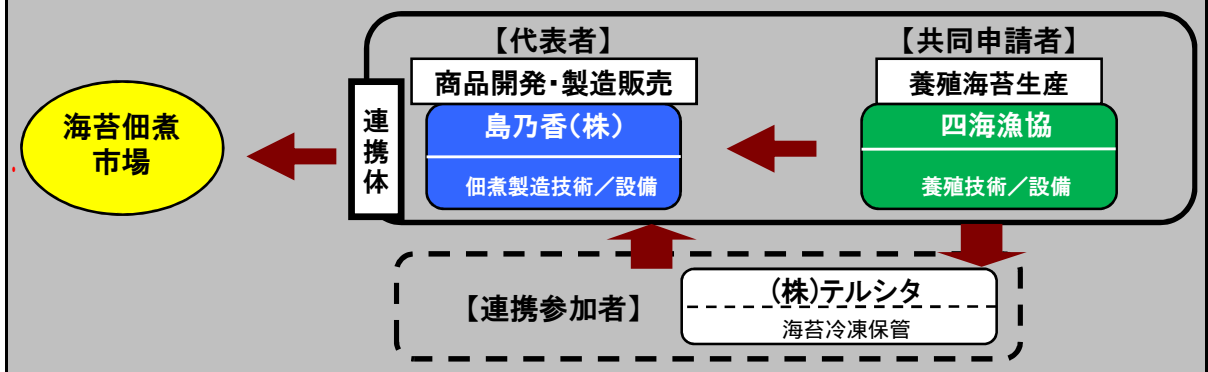 【代表者】
【共同申請者】
商品開発・製造販売
養殖海苔生産
海苔佃煮
市場
連携体
島乃香(株)
佃煮製造技術／設備
四海漁協
養殖技術／設備
【連携参加者】
(株)テルシタ
海苔冷凍保管